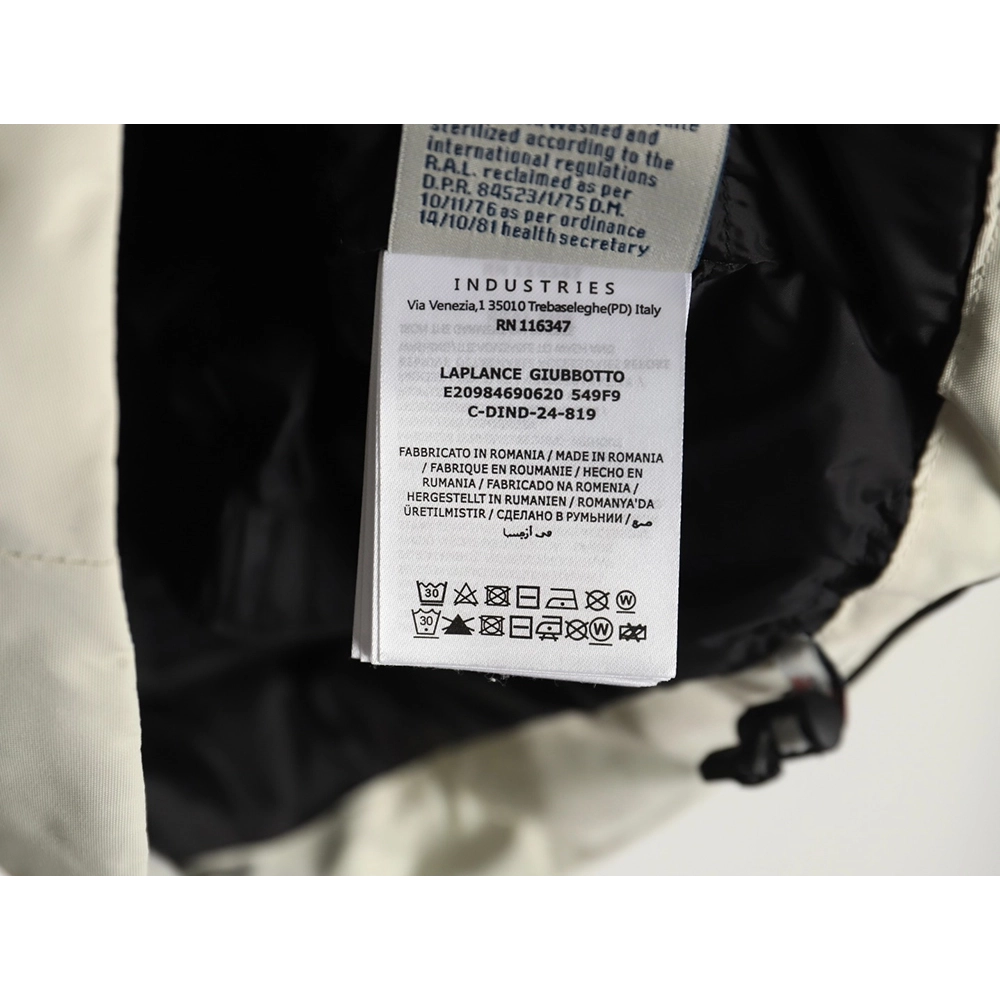 sterilized according to the
international regulations
R.A.L. reclaimed as per
D.P.R. 84523/1/75 D.M.
10/11/76 as per ordinance
14/10/81 health secretary
INDUSTRIES
Via Venezia,1 35010 Trebaseleghe(PD) Italy
RN 116347
LAPLANCE GIUBBOTTO
E20984690620 549F9
C-DIND-24-819
FABBRICATO IN ROMANIA / MADE IN ROMANIA
/ FABRIQUE EN ROUMANIE / HECHO EN
RUMANIA / FABRICADO NA ROMENIA /
HERGESTELLT IN RUMANIEN / ROMANYA'DA
ÜRETILMISTIR / СДЕЛАНО В РУМЬНИИ /
30
W
30
W